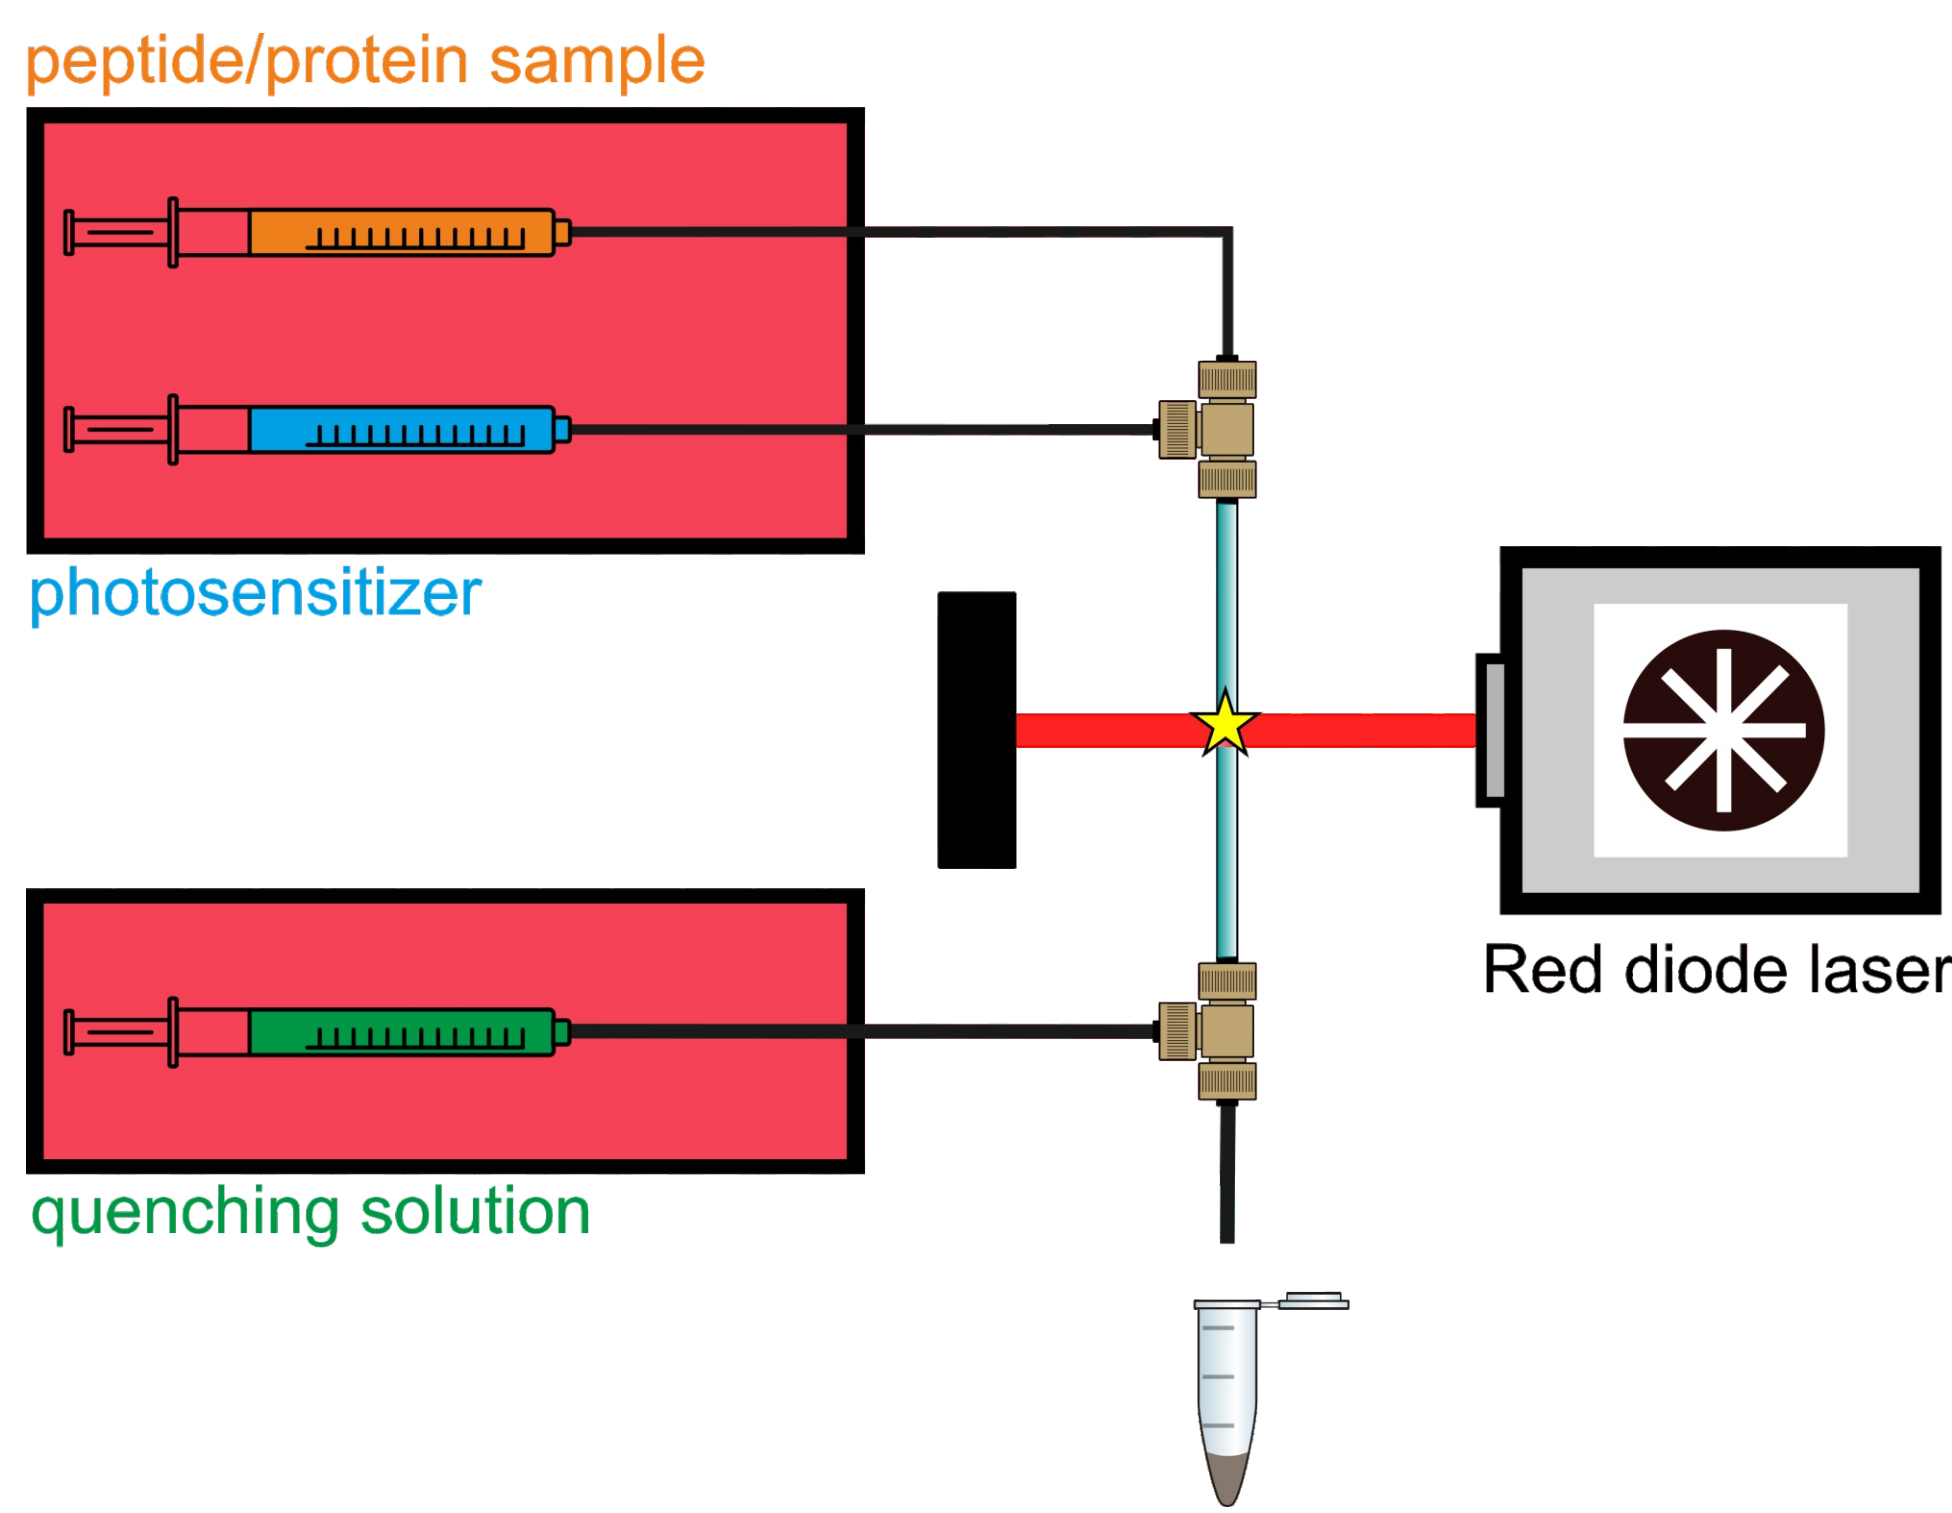 peptide/protein sample
photosensitizer
Red diode laser
quenching solution